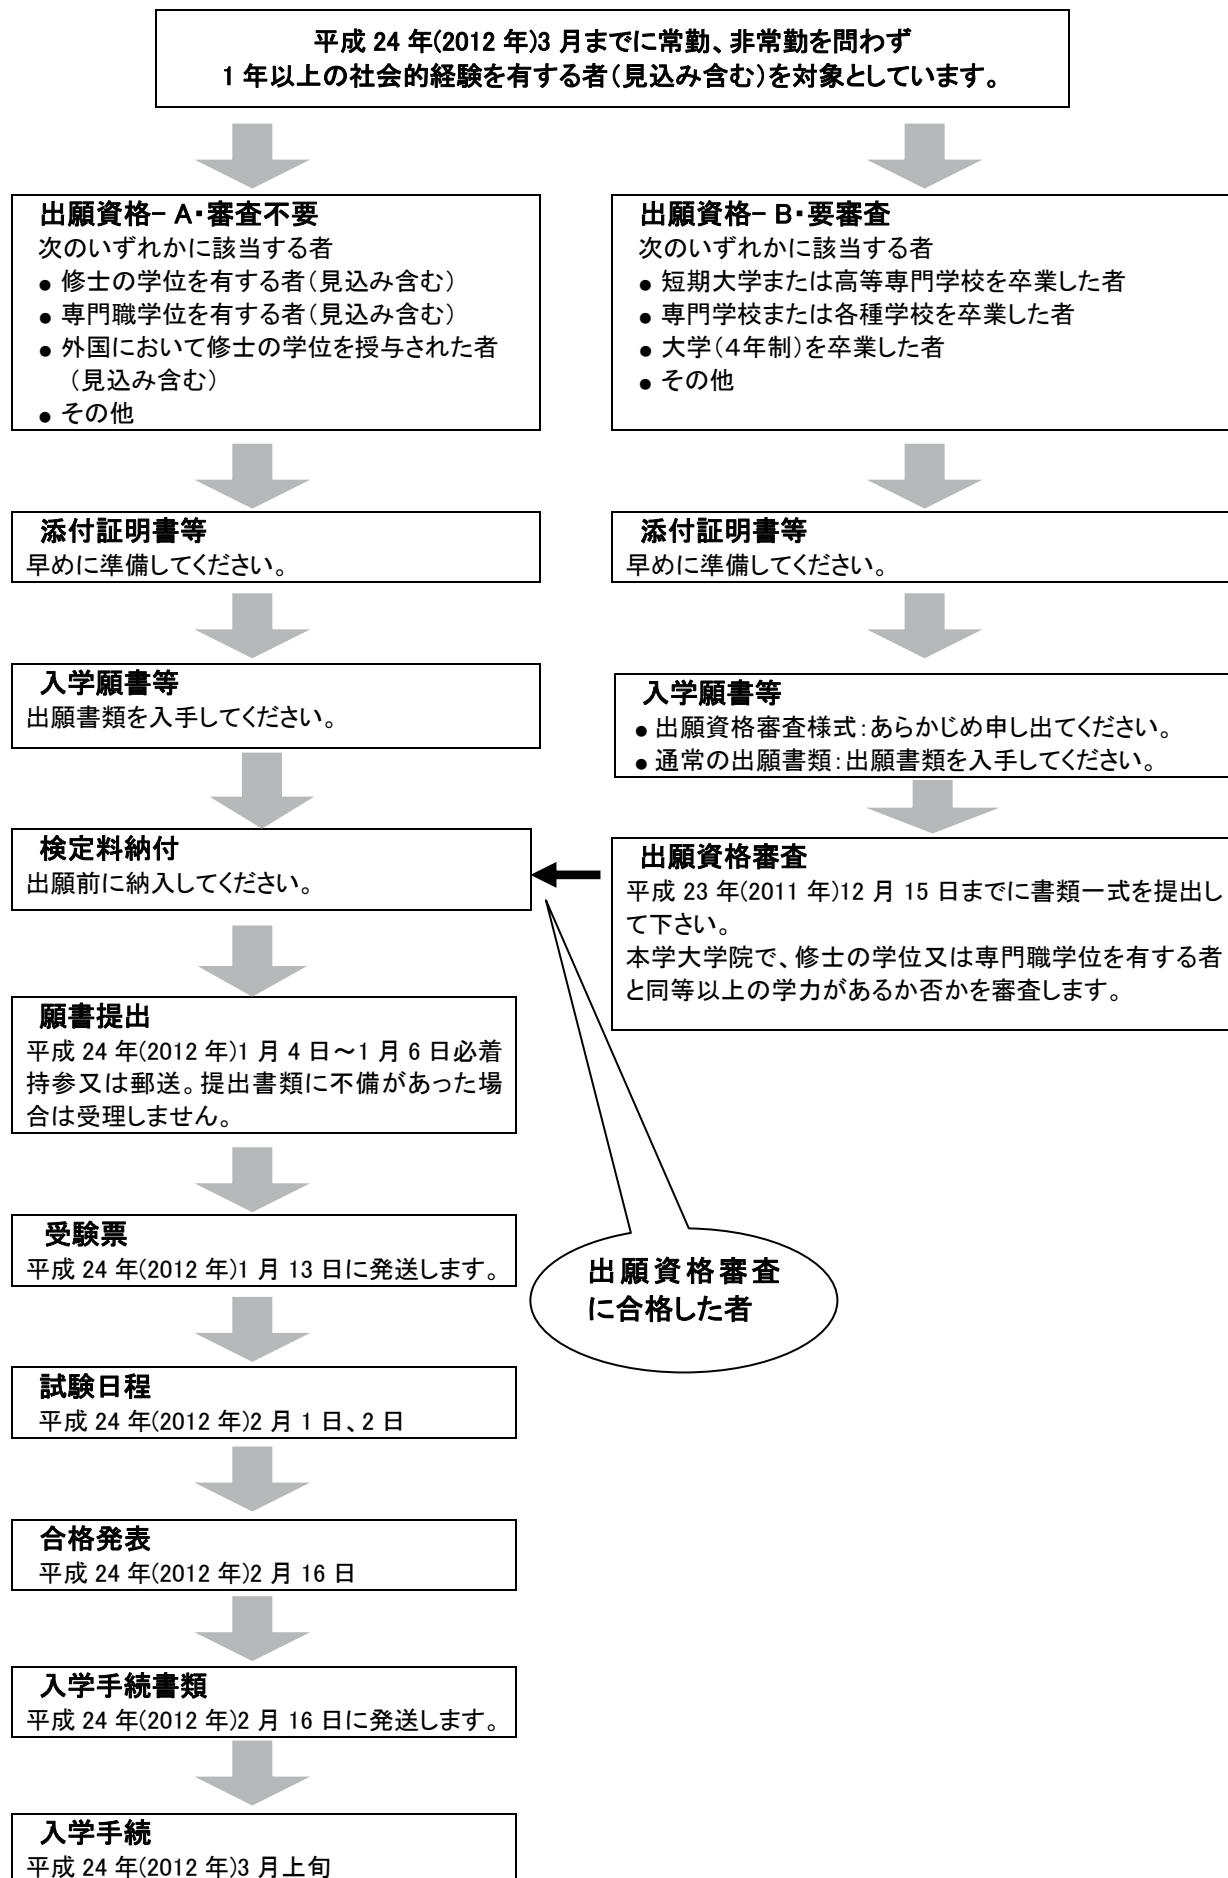 平成 24 年(2012 年)3 月までに常勤、非常勤を問わず
1 年以上の社会的経験を有する者(見込み含む)を対象としています。
出願資格- A・審査不要
次のいずれかに該当する者
● 修士の学位を有する者(見込み含む)
● 専門職学位を有する者(見込み含む)
● 外国において修士の学位を授与された者
(見込み含む)
● その他
出願資格- B・要審査
次のいずれかに該当する者
● 短期大学または高等専門学校を卒業した者
● 専門学校または各種学校を卒業した者
● 大学(4年制)を卒業した者
● その他
添付証明書等
早めに準備してください。
添付証明書等
早めに準備してください。
入学願書等
出願書類を入手してください。
入学願書等
● 出願資格審査様式:あらかじめ申し出てください。
● 通常の出願書類:出願書類を入手してください。
検定料納付
出願前に納入してください。
出願資格審査
平成 23 年(2011 年)12 月 15 日までに書類一式を提出し
て下さい。
本学大学院で、修士の学位又は専門職学位を有する者
と同等以上の学力があるか否かを審査します。
願書提出
平成 24 年(2012 年)1 月 4 日~1 月 6 日必着
持参又は郵送。提出書類に不備があった場
合は受理しません。
受験票
平成 24 年(2012 年)1 月 13 日に発送します。
出願資格審査
に合格した者
試験日程
平成 24 年(2012 年)2 月 1 日、2 日
合格発表
平成 24 年(2012 年)2 月 16 日
入学手続書類
平成 24 年(2012 年)2 月 16 日に発送します。
入学手続
平成 24 年(2012 年)3 月上旬